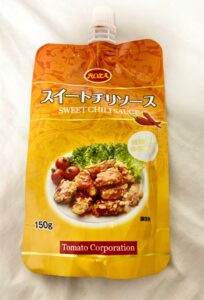 ROZA
スイートチリソース
SWEET CHILI SAUCE
150g
Tomato Corporation